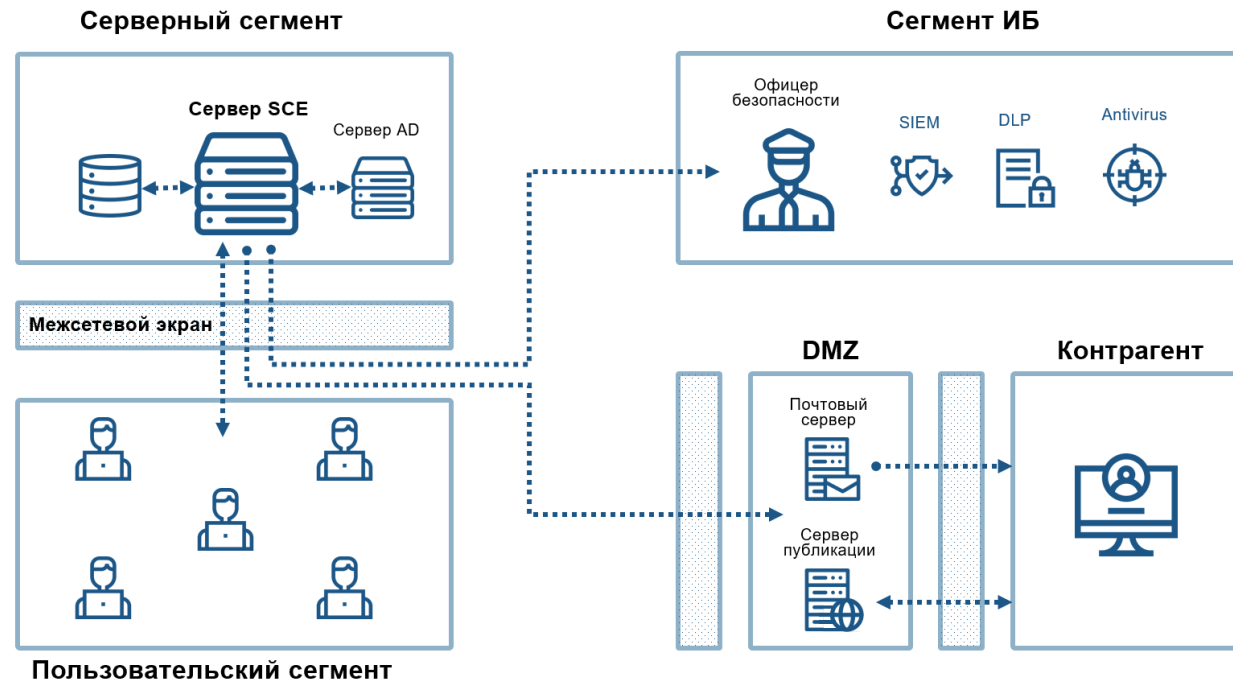 Серверный сегмент
Сегмент ИБ
Сервер SCE
Сервер AD
Офицер
безопасности
SIEM
DLP
Antivirus
Межсетевой экран
DMZ
Контрагент
Почтовый
сервер
Сервер
публикации
Пользовательский сегмент